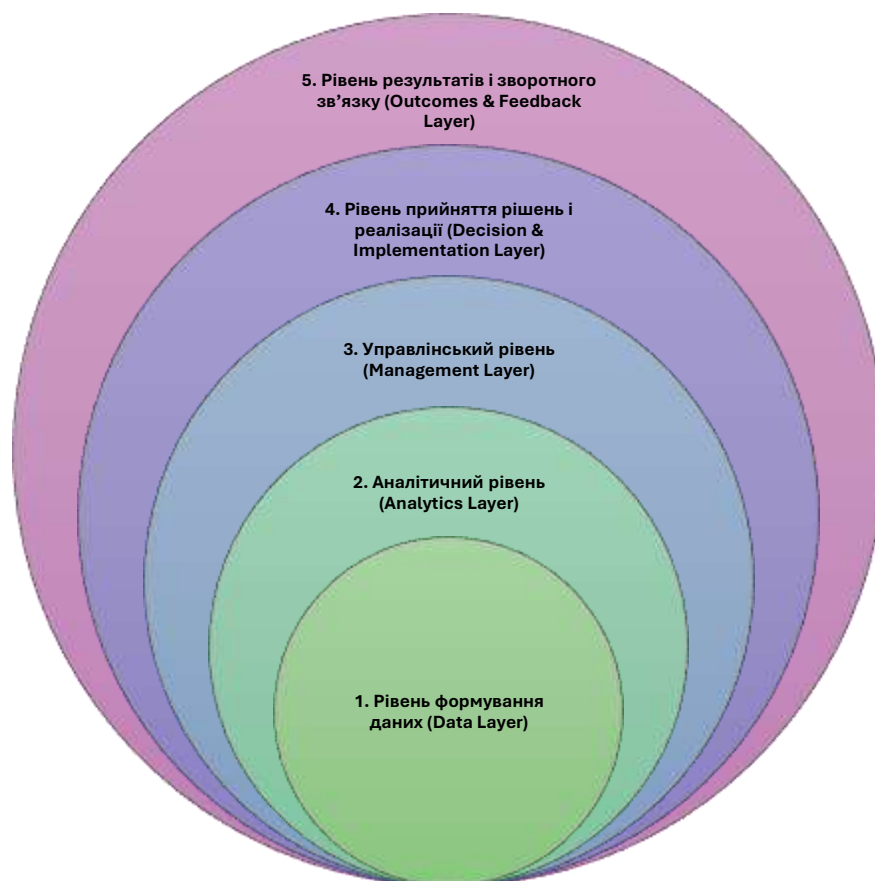 5. Рівень результатів і зворотного
зв’язку (Outcomes & Feedback
Layer)
4. Рівень прийняття рішень і
реалізації (Decision &
Implementation Layer)
3. Управлінський рівень
(Management Layer)
2. Аналітичний рівень
(Analytics Layer)
1. Рівень формування
даних (Data Layer)